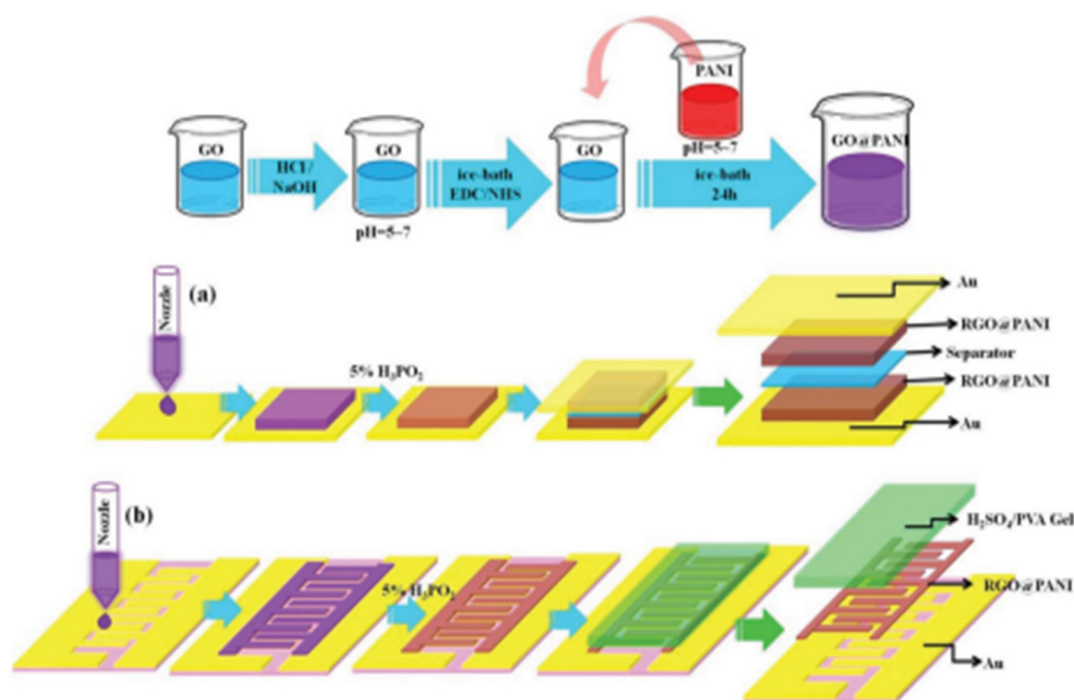 PANI
GO
HCl/
NaOH
GO
pH=5–7
ice-bath
EDC/NHS
GO
pH=5–7
ice-bath
24h
GO@PANI
Nozzle
(a)
5% H₃PO₂
Au
RGO@PANI
Separator
RGO@PANI
Au
Nozzle
(b)
5% H₃PO₂
H₂SO₄/PVA Gel
RGO@PANI
Au